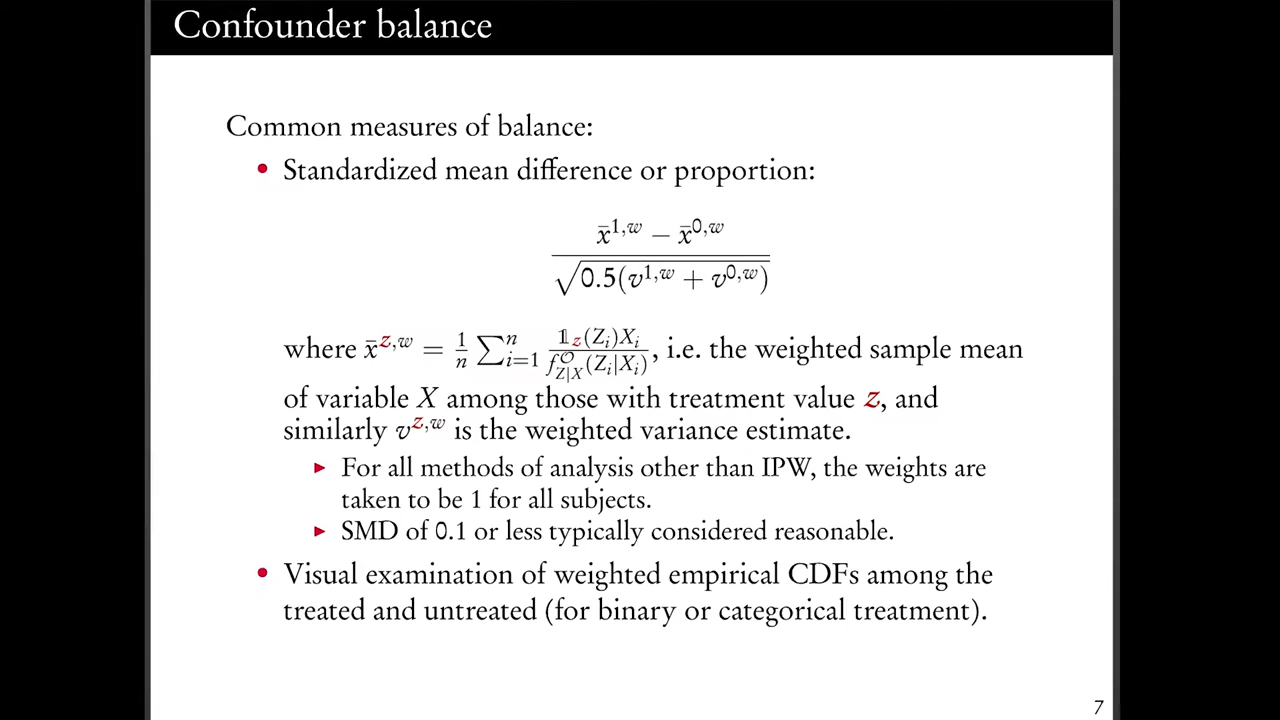 Confounder balance
Common measures of balance:
• Standardized mean difference or proportion:
x̄^{1,w} − x̄^{0,w}
√0.5(v^{1,w} + v^{0,w})
where x̄^{z,w} = 1/n ∑_{i=1}^{n} 𝟙_z(Z_i)X_i / f^𝒪_{Z|X}(Z_i|X_i), i.e. the weighted sample mean
of variable X among those with treatment value z, and
similarly v^{z,w} is the weighted variance estimate.
▶ For all methods of analysis other than IPW, the weights are
taken to be 1 for all subjects.
▶ SMD of 0.1 or less typically considered reasonable.
• Visual examination of weighted empirical CDFs among the
treated and untreated (for binary or categorical treatment).
7